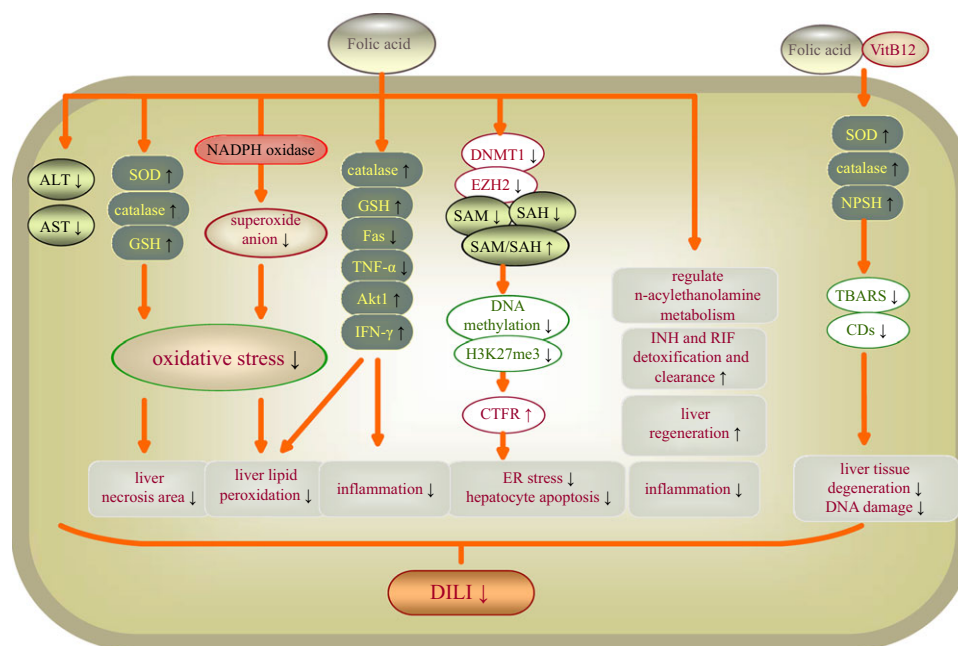 Folic acid
Folic acid
VitB12
ALT ↓
AST ↓
SOD ↑
catalase ↑
GSH ↑
NADPH oxidase
superoxide
anion ↓
oxidative stress ↓
catalase ↑
GSH ↑
Fas ↓
TNF-α ↓
Akt1 ↑
IFN-γ ↑
DNMT1 ↓
EZH2 ↓
SAM ↓
SAH ↓
SAM/SAH ↑
DNA
methylation ↓
H3K27me3 ↓
CTFR ↑
regulate
n-acylethanolamine
metabolism
INH and RIF
detoxification and
clearance ↑
liver
regeneration ↑
SOD ↑
catalase ↑
NPSH ↑
TBARS ↓
CDs ↓
liver
necrosis area ↓
liver lipid
peroxidation ↓
inflammation ↓
ER stress ↓
hepatocyte apoptosis ↓
inflammation ↓
liver tissue
degeneration ↓
DNA damage ↓
DILI ↓